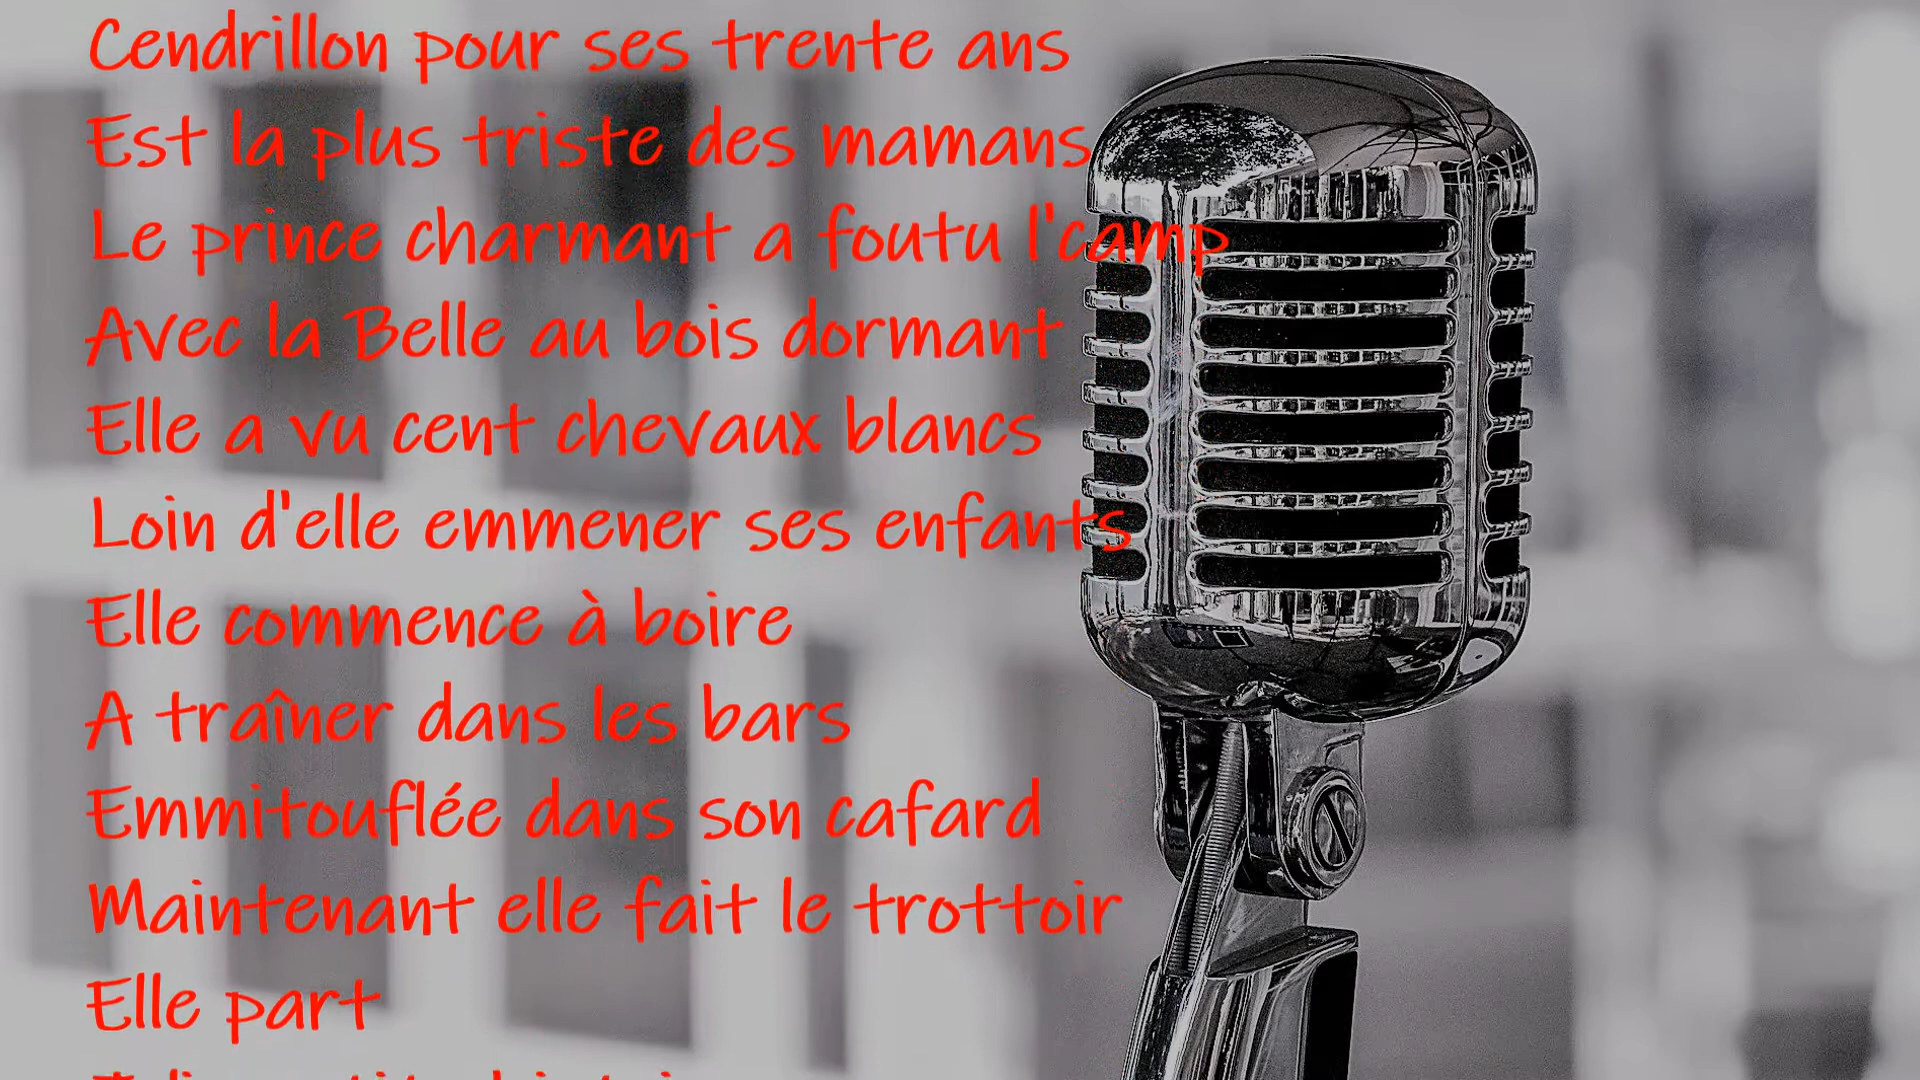 Cendrillon pour ses trente ans
Est la plus triste des mamans
Le prince charmant a foutu l'camp
Avec la Belle au bois dormant
Elle a vu cent chevaux blancs
Loin d'elle emmener ses enfants
Elle commence à boire
A traîner dans les bars
Emmitouflée dans son cafard
Maintenant elle fait le trottoir
Elle part